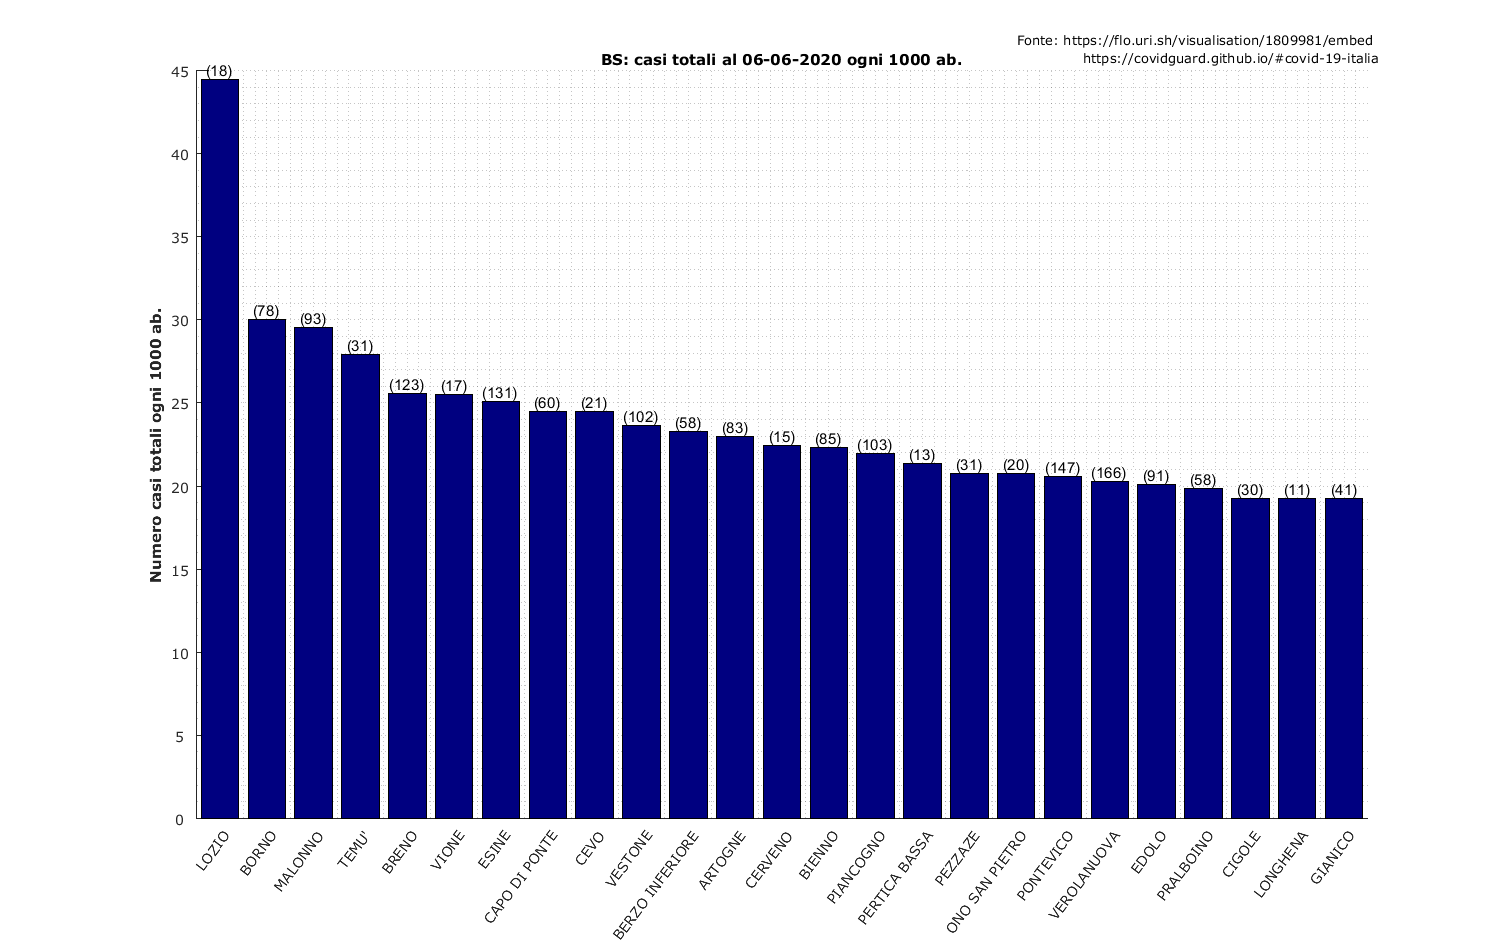 Fonte: https://flo.uri.sh/visualisation/1809981/embed
https://covidguard.github.io/#covid-19-italia
BS: casi totali al 06-06-2020 ogni 1000 ab.
Numero casi totali ogni 1000 ab.
45
40
35
30
25
20
15
10
5
0
(18)
(78)
(93)
(31)
(123)
(17)
(131)
(60)
(21)
(102)
(58)
(83)
(15)
(85)
(103)
(13)
(31)
(20)
(147)
(166)
(91)
(58)
(30)
(11)
(41)
LOZIO
BORNO
MALONNO
TEMU'
BRENO
VIONE
ESINE
CAPO DI PONTE
CEVO
VESTONE
BERZO INFERIORE
ARTOGNE
CERVENO
BIENNO
PIANCOGNO
PERTICA BASSA
PEZZAZE
ONO SAN PIETRO
PONTEVICO
VEROLANUOVA
EDOLO
PRALBOINO
CIGOLE
LONGHENA
GIANICO